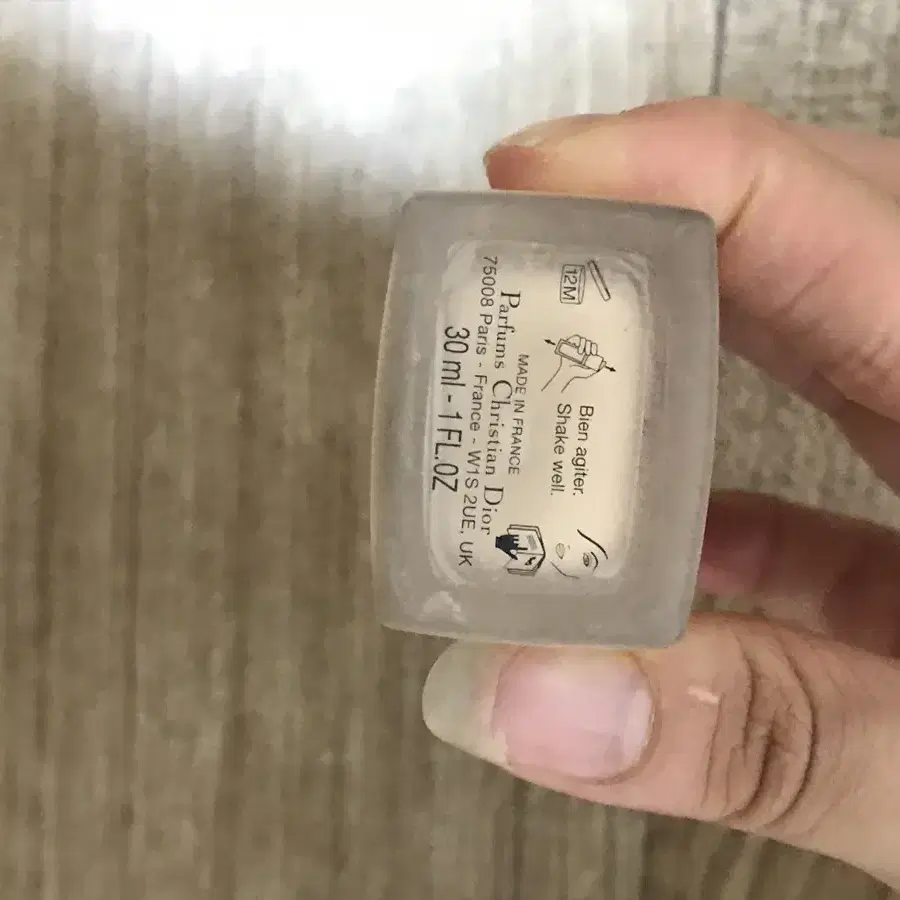 12M
Bien agiter.
Shake well.
MADE IN FRANCE
Parfums Christian Dior
75008 Paris - France - W1S 2UE, UK
30 ml - 1 FL.OZ